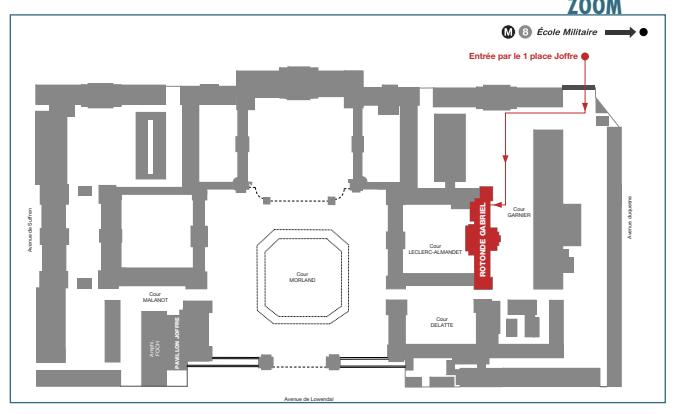 ZOOM
M 8 École Militaire
Entrée par le 1 place Joffre
Avenue de Suffren
Avenue duquesne
ROTONDE GABRIEL
Cour
GARNIER
Cour
LECLERC-ALMANDET
Cour
MORLAND
Cour
MALANOT
Cour
DELATTE
Amphi.
FOCH
PAVILLON JOFFRE
Avenue de Lowendal